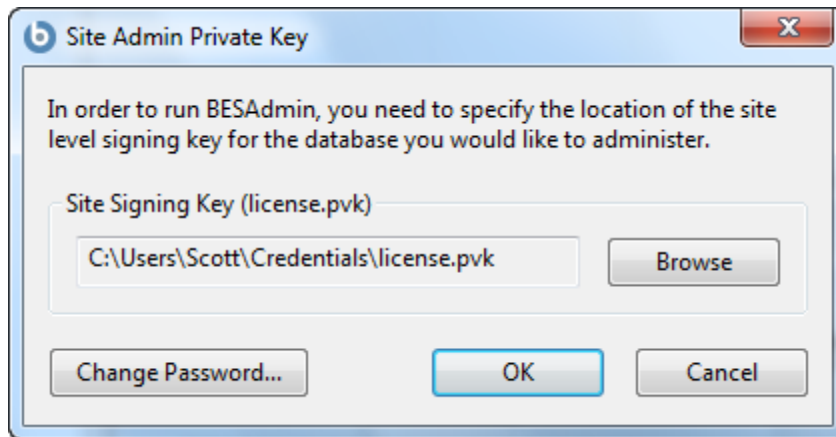 Site Admin Private Key
In order to run BESAdmin, you need to specify the location of the site
level signing key for the database you would like to administer.
Site Signing Key (license.pvk)
C:\Users\Scott\Credentials\license.pvk
Browse
Change Password...
OK
Cancel